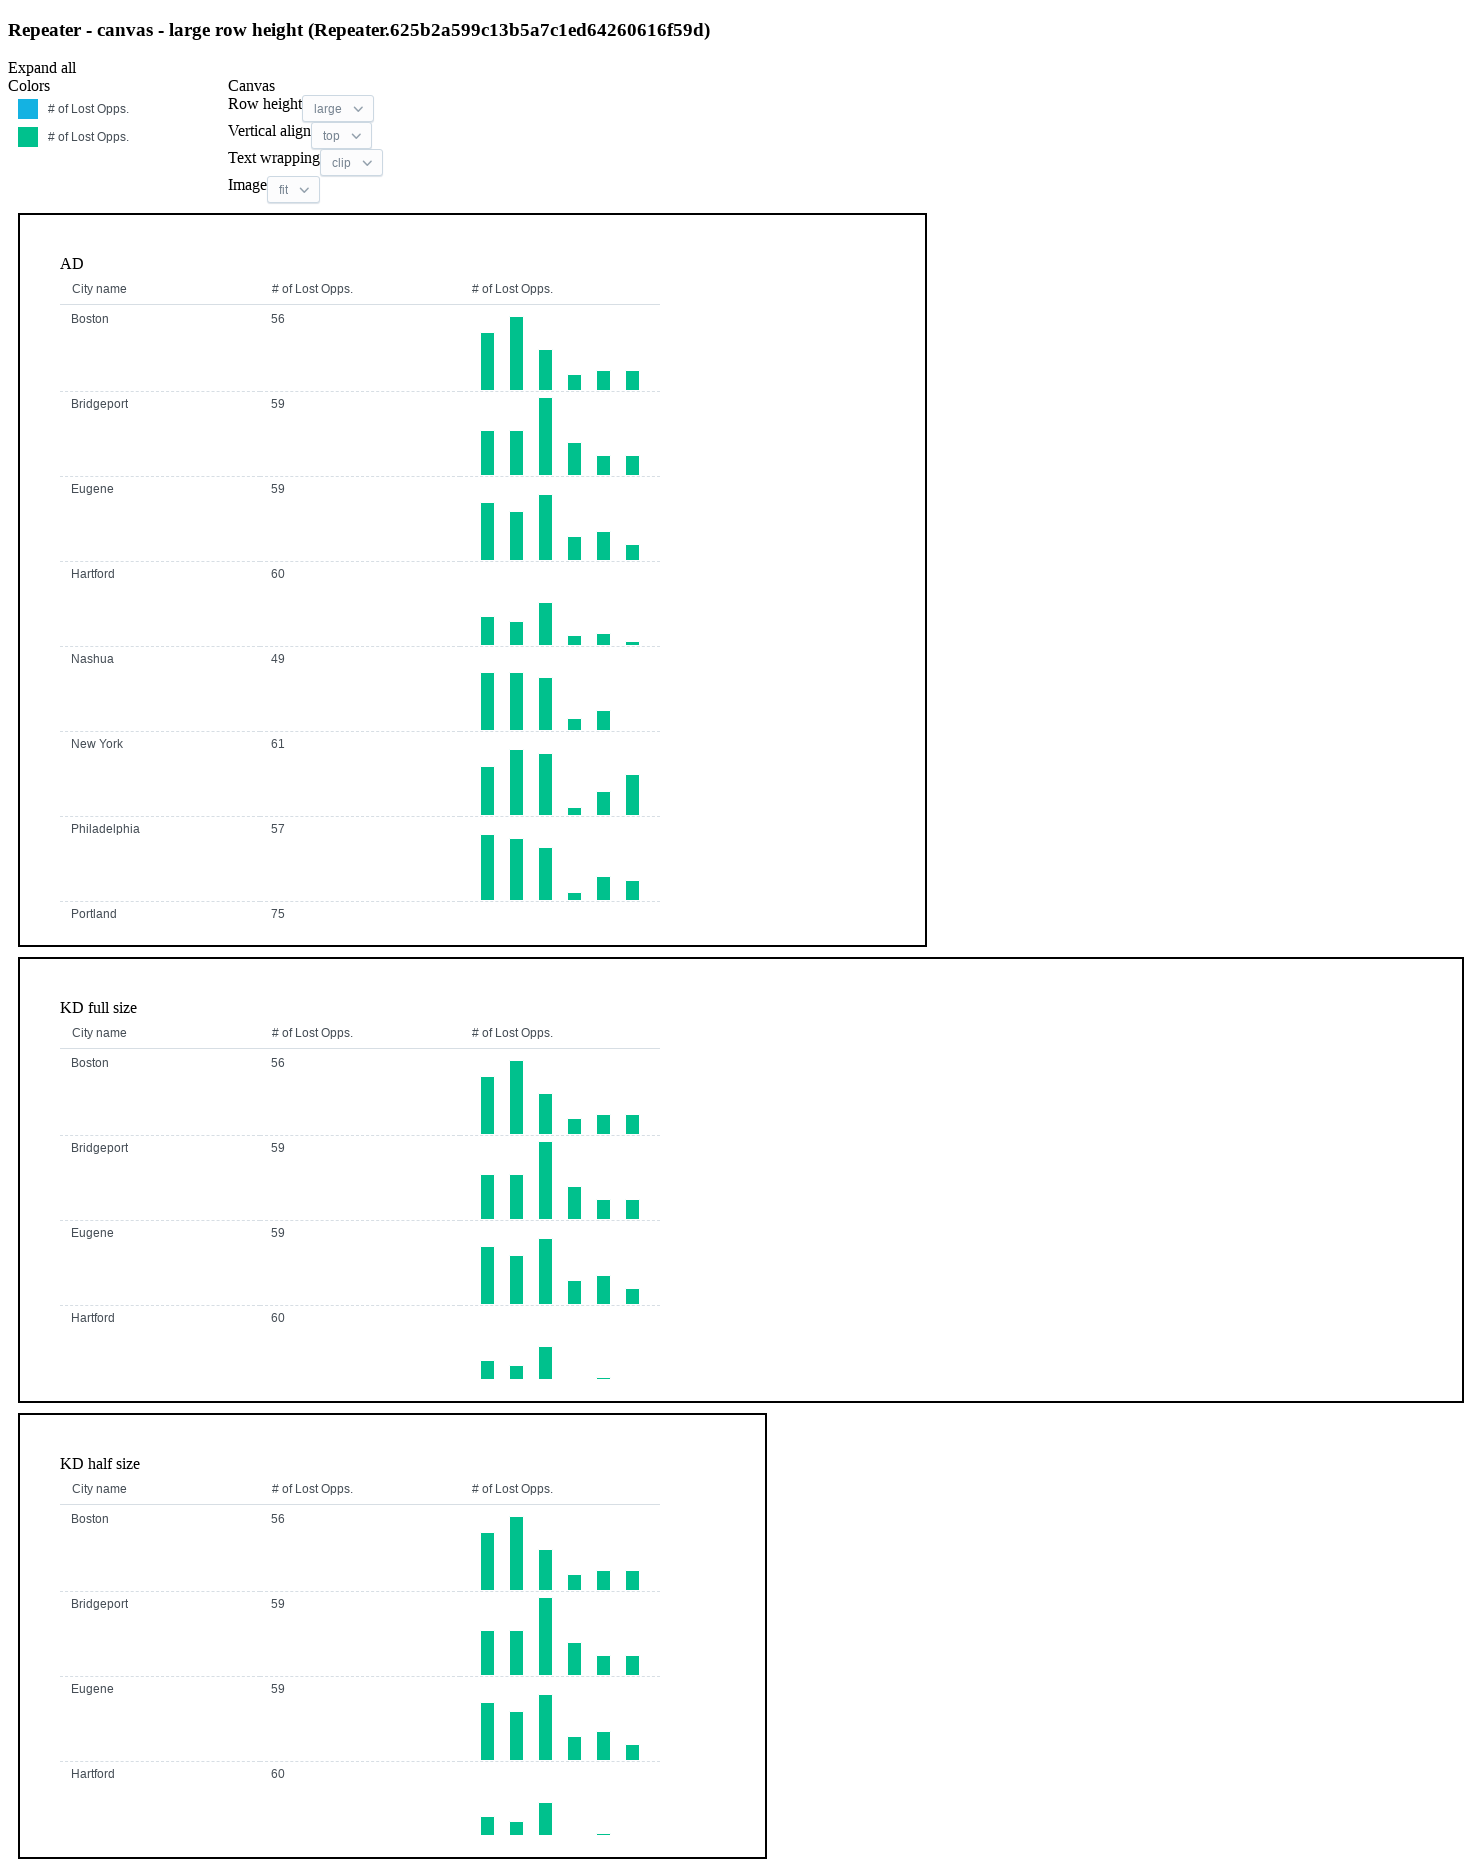 Repeater - canvas - large row height (Repeater.625b2a599c13b5a7c1ed64260616f59d)
Expand all
Colors
# of Lost Opps.
# of Lost Opps.
Canvas
Row height large
Vertical align top
Text wrapping clip
Image fit
AD
City name # of Lost Opps. # of Lost Opps.
Boston 56
Bridgeport 59
Eugene 59
Hartford 60
Nashua 49
New York 61
Philadelphia 57
Portland 75
KD full size
City name # of Lost Opps. # of Lost Opps.
Boston 56
Bridgeport 59
Eugene 59
Hartford 60
KD half size
City name # of Lost Opps. # of Lost Opps.
Boston 56
Bridgeport 59
Eugene 59
Hartford 60